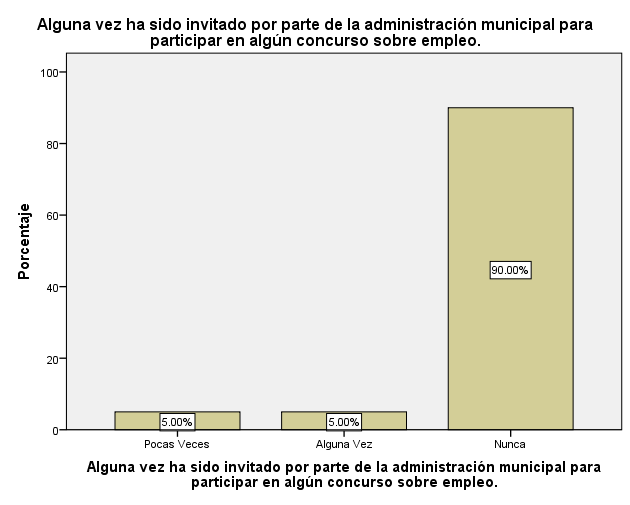 Alguna vez ha sido invitado por parte de la administración municipal para
participar en algún concurso sobre empleo.
100
80
60
40
20
0
Porcentaje
5.00%
5.00%
90.00%
Pocas Veces
Alguna Vez
Nunca
Alguna vez ha sido invitado por parte de la administración municipal para
participar en algún concurso sobre empleo.